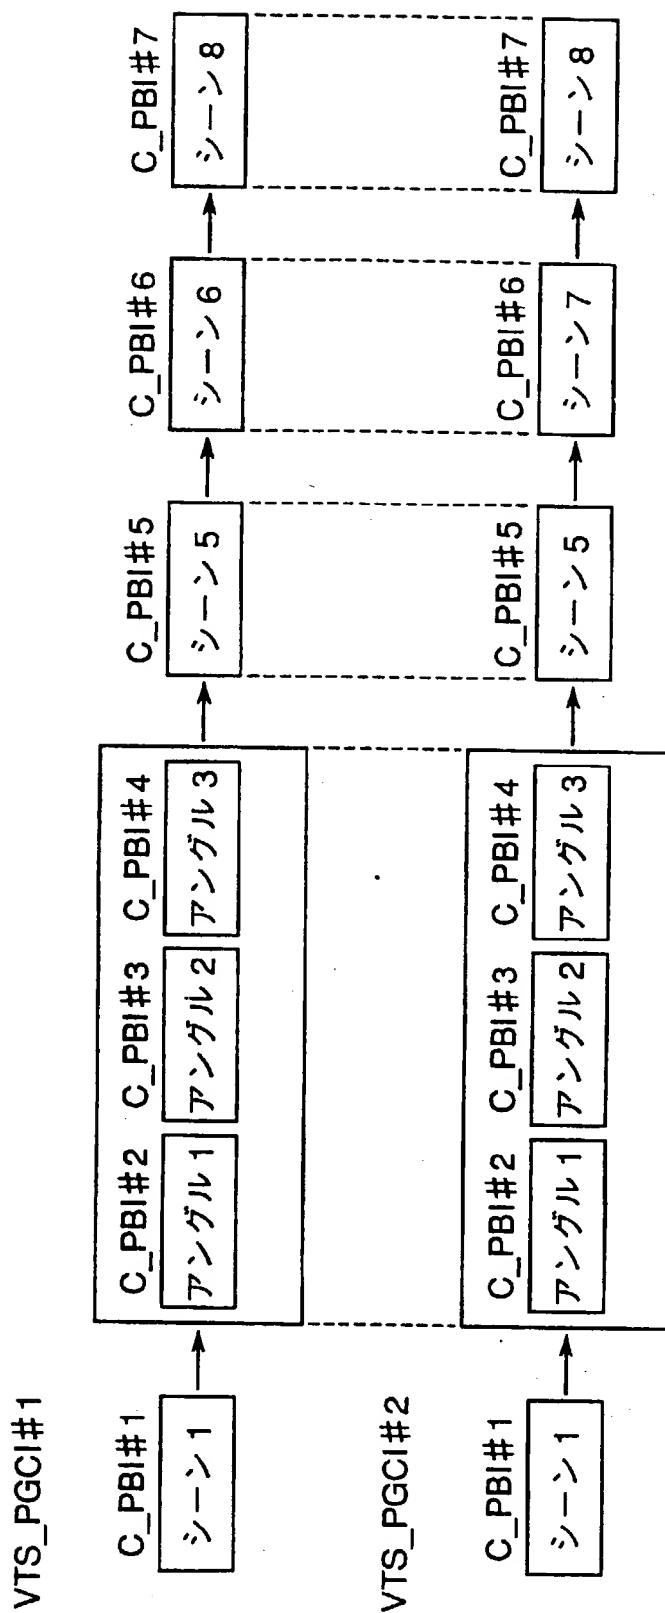 VTS_PGCI#1
C_PBI#1
シーン1
C_PBI#2
アングル1
C_PBI#3
アングル2
C_PBI#4
アングル3
C_PBI#5
シーン5
C_PBI#6
シーン6
C_PBI#7
シーン8
VTS_PGCI#2
C_PBI#1
シーン1
C_PBI#2
アングル1
C_PBI#3
アングル2
C_PBI#4
アングル3
C_PBI#5
シーン5
C_PBI#6
シーン7
C_PBI#7
シーン8